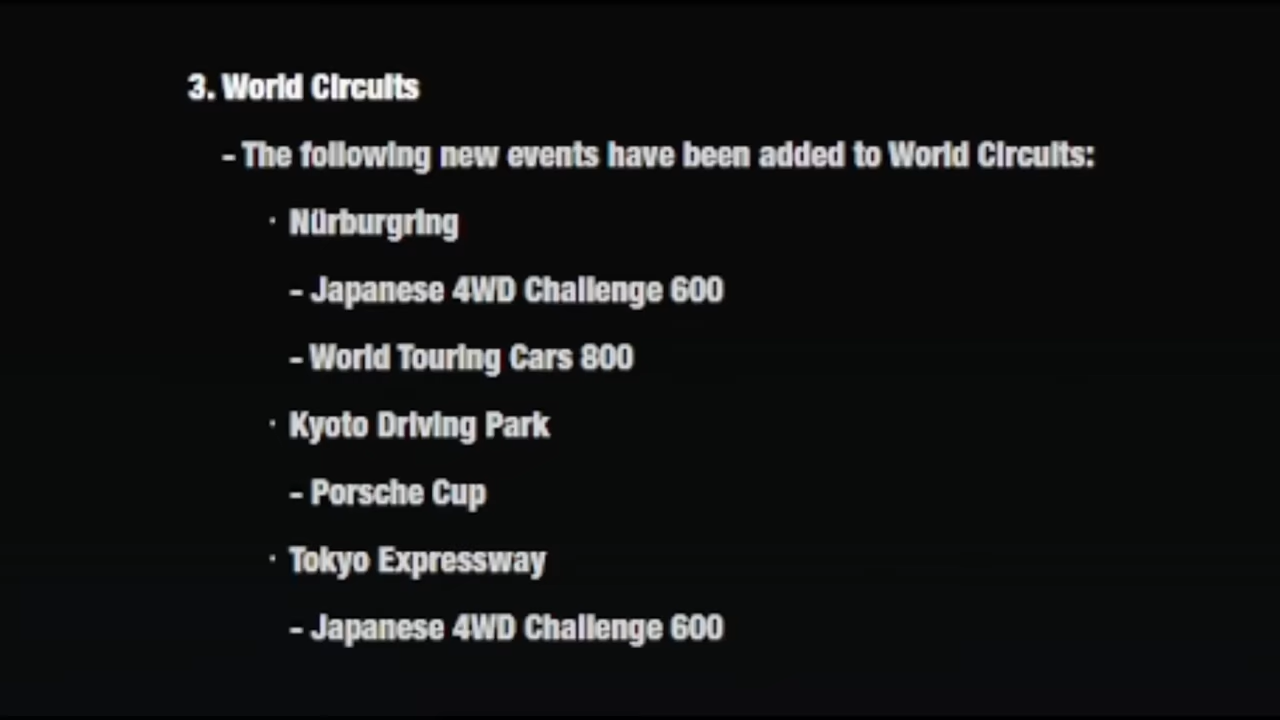 3. World Circuits
– The following new events have been added to World Circuits:
· Nürburgring
– Japanese 4WD Challenge 600
– World Touring Cars 800
· Kyoto Driving Park
– Porsche Cup
· Tokyo Expressway
– Japanese 4WD Challenge 600